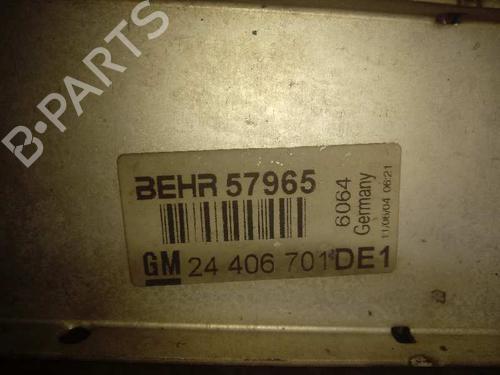 B-PARTS
BEHR 57965
GM 24 406 701 DE1
6064
Germany
11/06/04 06:21